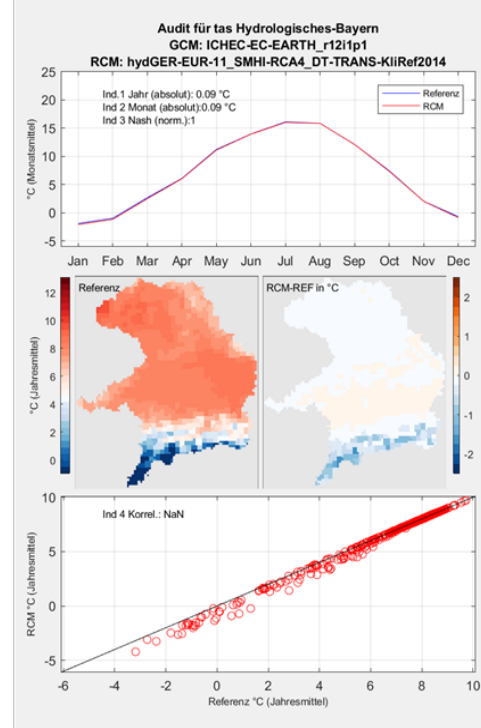 Audit für tas Hydrologisches-Bayern
GCM: ICHEC-EC-EARTH_r12i1p1
RCM: hydGER-EUR-11_SMHI-RCA4_DT-TRANS-KliRef2014
25
20
15
10
5
0
-5
°C (Monatsmittel)
Ind.1 Jahr (absolut): 0.09 °C
Ind 2 Monat (absolut):0.09 °C
Ind 3 Nash (norm.):1
Referenz
RCM
Jan Feb Mar Apr May Jun Jul Aug Sep Oct Nov Dec
°C (Jahresmittel)
12
10
8
6
4
2
0
Referenz
RCM-REF in °C
2
1
0
-1
-2
10
5
0
-5
RCM °C (Jahresmittel)
Ind 4 Korrel.: NaN
-6 -4 -2 0 2 4 6 8 10
Referenz °C (Jahresmittel)